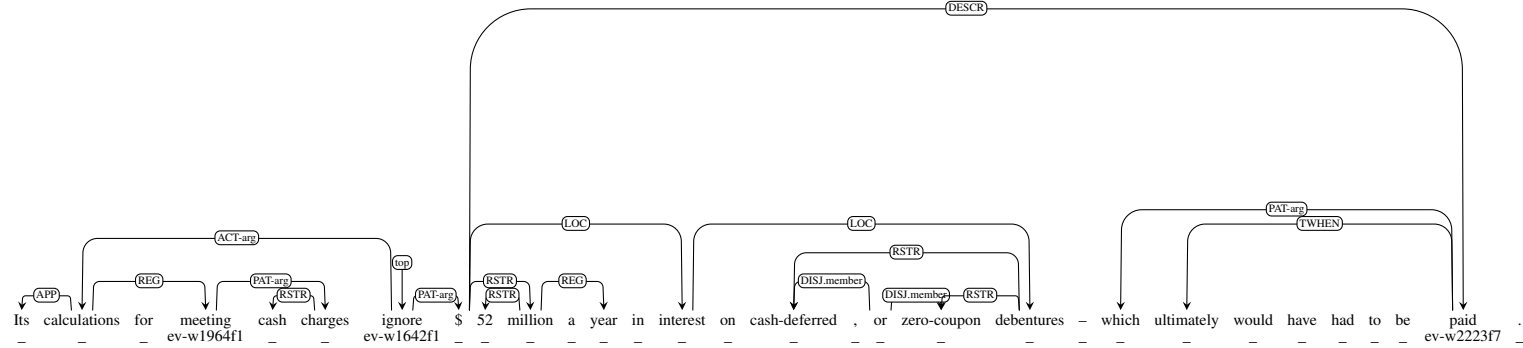 DESCR
PAT-arg
LOC LOC TWHEN
ACT-arg RSTR
top
REG PAT-arg RSTR REG DISJ.member
APP RSTR PAT-arg RSTR DISJ.member RSTR
Its calculations for meeting cash charges ignore $ 52 million a year in interest on cash-deferred , or zero-coupon debentures – which ultimately would have had to be paid .
_ _ _ ev-w1964f1 _ _ ev-w1642f1 _ _ _ _ _ _ _ _ _ _ _ _ _ _ _ _ _ _ _ _ _ ev-w2223f7 _